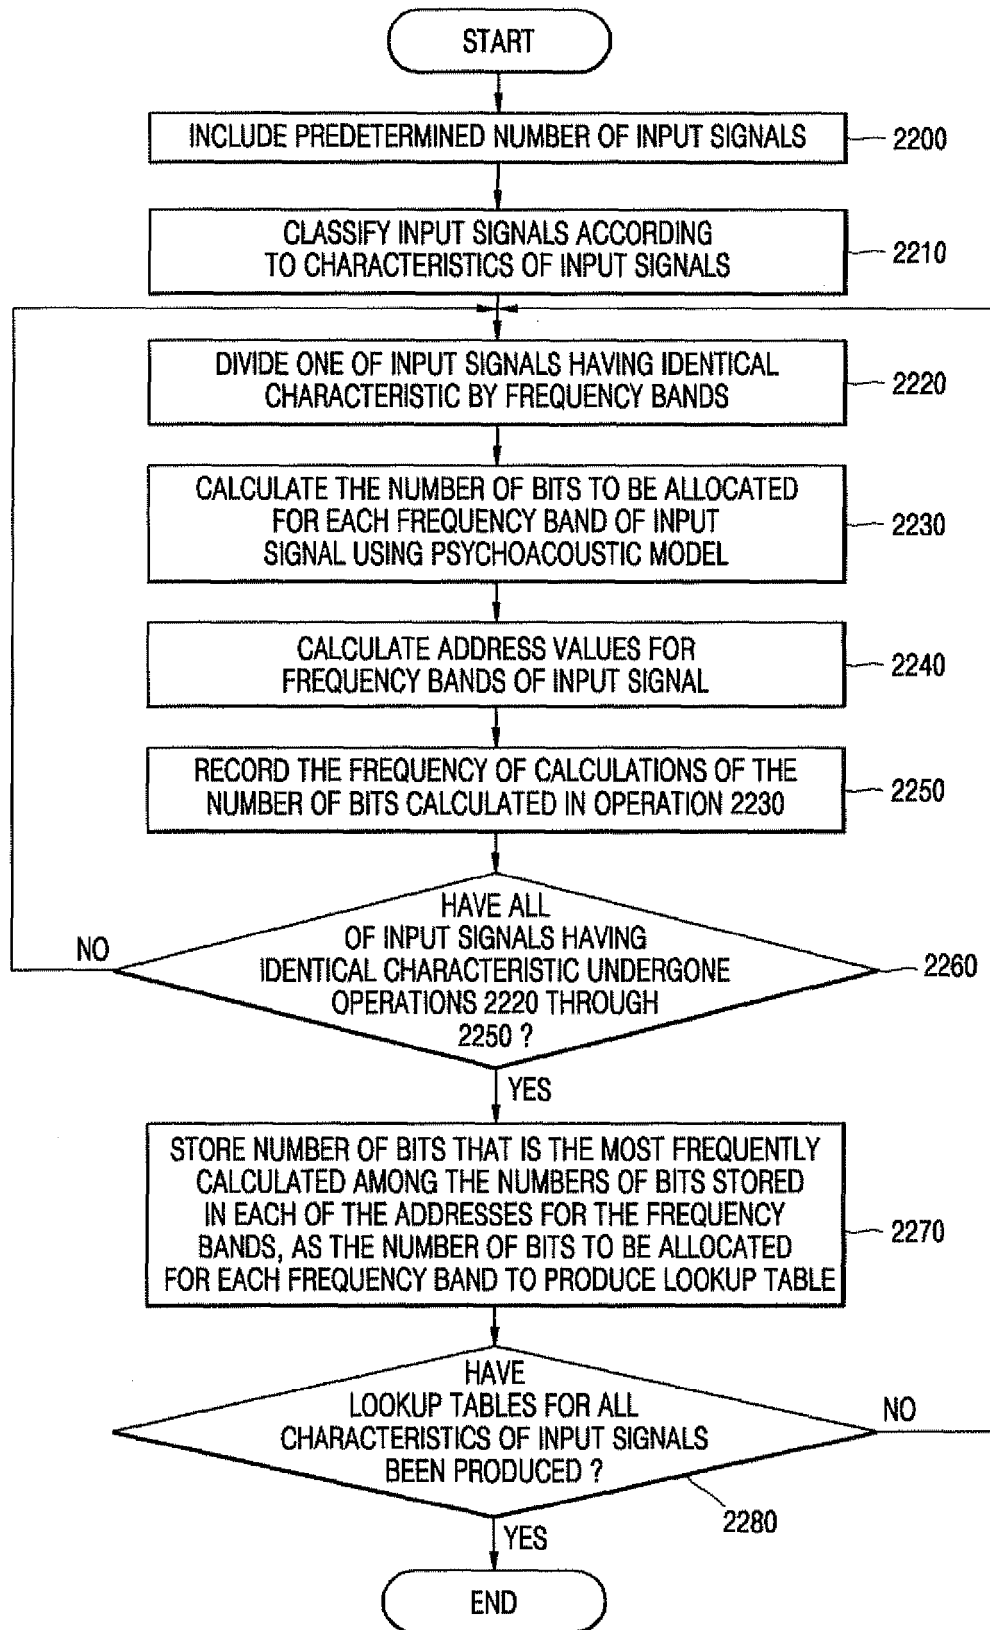 START
INCLUDE PREDETERMINED NUMBER OF INPUT SIGNALS
2200
CLASSIFY INPUT SIGNALS ACCORDING
TO CHARACTERISTICS OF INPUT SIGNALS
2210
DIVIDE ONE OF INPUT SIGNALS HAVING IDENTICAL
CHARACTERISTIC BY FREQUENCY BANDS
2220
CALCULATE THE NUMBER OF BITS TO BE ALLOCATED
FOR EACH FREQUENCY BAND OF INPUT
SIGNAL USING PSYCHOACOUSTIC MODEL
2230
CALCULATE ADDRESS VALUES FOR
FREQUENCY BANDS OF INPUT SIGNAL
2240
RECORD THE FREQUENCY OF CALCULATIONS OF THE
NUMBER OF BITS CALCULATED IN OPERATION 2230
2250
HAVE ALL
OF INPUT SIGNALS HAVING
IDENTICAL CHARACTERISTIC UNDERGONE
OPERATIONS 2220 THROUGH
2250 ?
NO
2260
YES
STORE NUMBER OF BITS THAT IS THE MOST FREQUENTLY
CALCULATED AMONG THE NUMBERS OF BITS STORED
IN EACH OF THE ADDRESSES FOR THE FREQUENCY
BANDS, AS THE NUMBER OF BITS TO BE ALLOCATED
FOR EACH FREQUENCY BAND TO PRODUCE LOOKUP TABLE
2270
HAVE
LOOKUP TABLES FOR ALL
CHARACTERISTICS OF INPUT SIGNALS
BEEN PRODUCED ?
NO
2280
YES
END